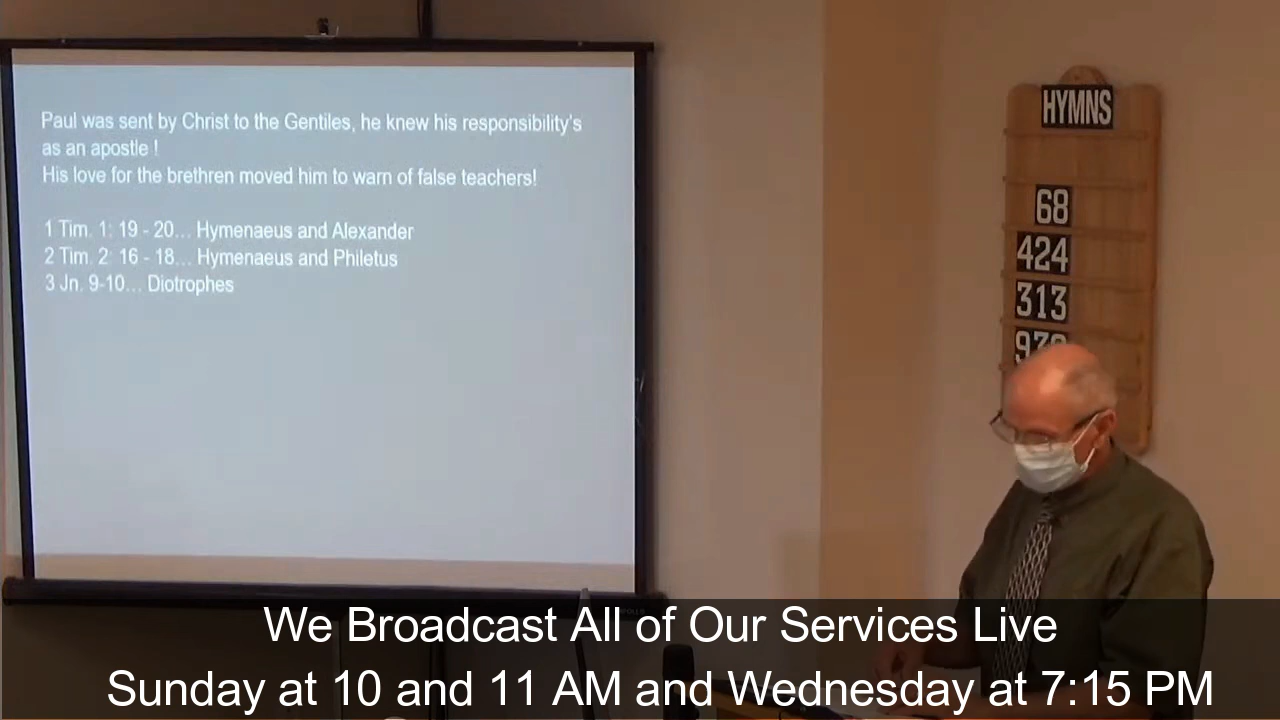 Paul was sent by Christ to the Gentiles, he knew his responsibility's
as an apostle !
His love for the brethren moved him to warn of false teachers!
1 Tim. 1: 19 - 20... Hymenaeus and Alexander
2 Tim. 2: 16 - 18... Hymenaeus and Philetus
3 Jn. 9-10... Diotrophes
HYMNS
68
424
313
We Broadcast All of Our Services Live
Sunday at 10 and 11 AM and Wednesday at 7:15 PM